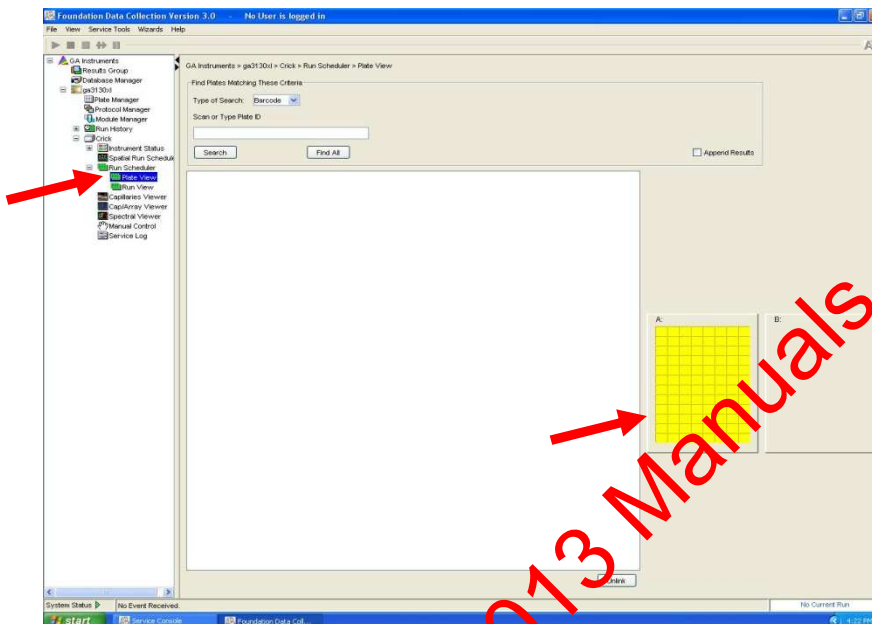 Foundation Data Collection Version 3.0 - No User is logged in
File View Service Tools Wizards Help
GA Instruments
Results Group
Database Manager
ga3130xl
Plate Manager
Protocol Manager
Module Manager
Run History
Crick
Instrument Status
Spatial Run Schedule
Run Scheduler
Plate View
Run View
Capillaries Viewer
Cap/Array Viewer
Spectral Viewer
Manual Control
Service Log
GA Instruments > ga3130xl > Crick > Run Scheduler > Plate View
Find Plates Matching These Criteria
Type of Search: Barcode
Scan or Type Plate ID
Search Find All Append Results
A: B:
Unlink
013 Manuals
System Status No Event Received. No Current Run
start Service Console Foundation Data Coll... 4:22 PM